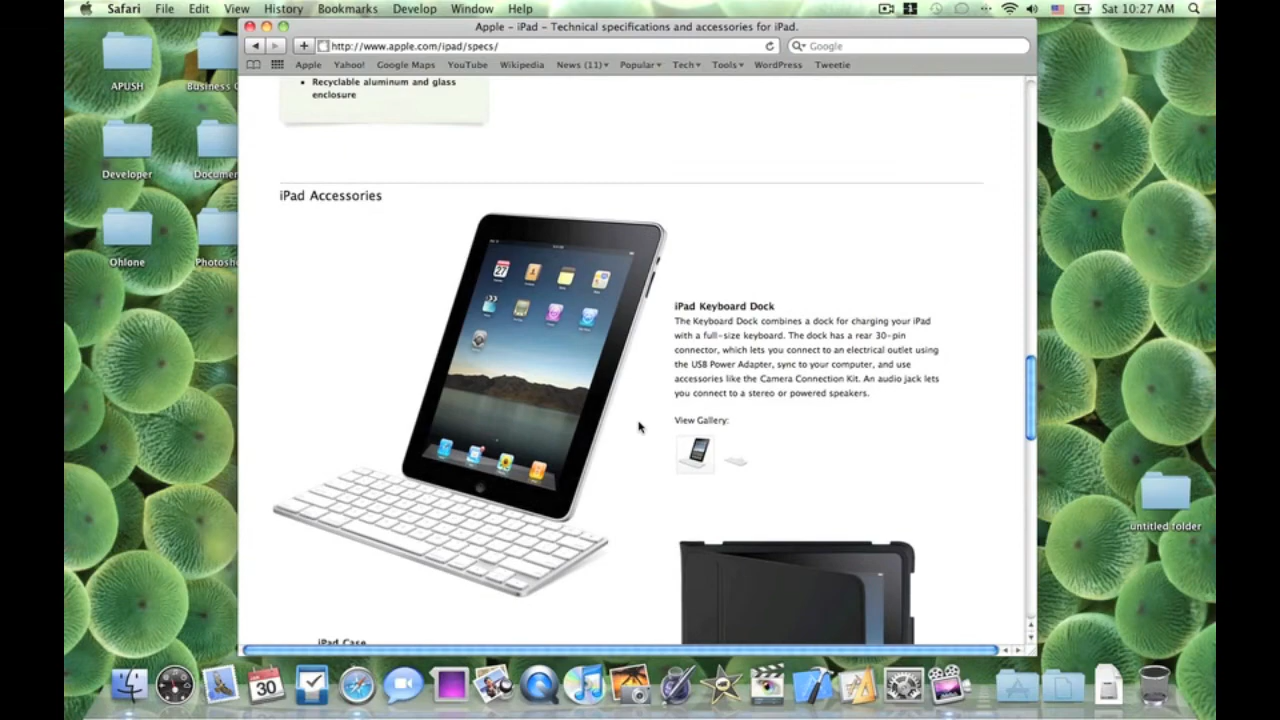 Safari File Edit View History Bookmarks Develop Window Help
Sat 10:27 AM
Apple - iPad - Technical specifications and accessories for iPad.
http://www.apple.com/ipad/specs/
Google
Apple Yahoo! Google Maps YouTube Wikipedia News (11) Popular Tech Tools WordPress Tweetie
APUSH
Business
Developer
Docume
Ohlone
Photosh
untitled folder
• Recyclable aluminum and glass
enclosure
iPad Accessories
27
iPad Keyboard Dock
The Keyboard Dock combines a dock for charging your iPad
with a full-size keyboard. The dock has a rear 30-pin
connector, which lets you connect to an electrical outlet using
the USB Power Adapter, sync to your computer, and use
accessories like the Camera Connection Kit. An audio jack lets
you connect to a stereo or powered speakers.
View Gallery:
iPad Case
30